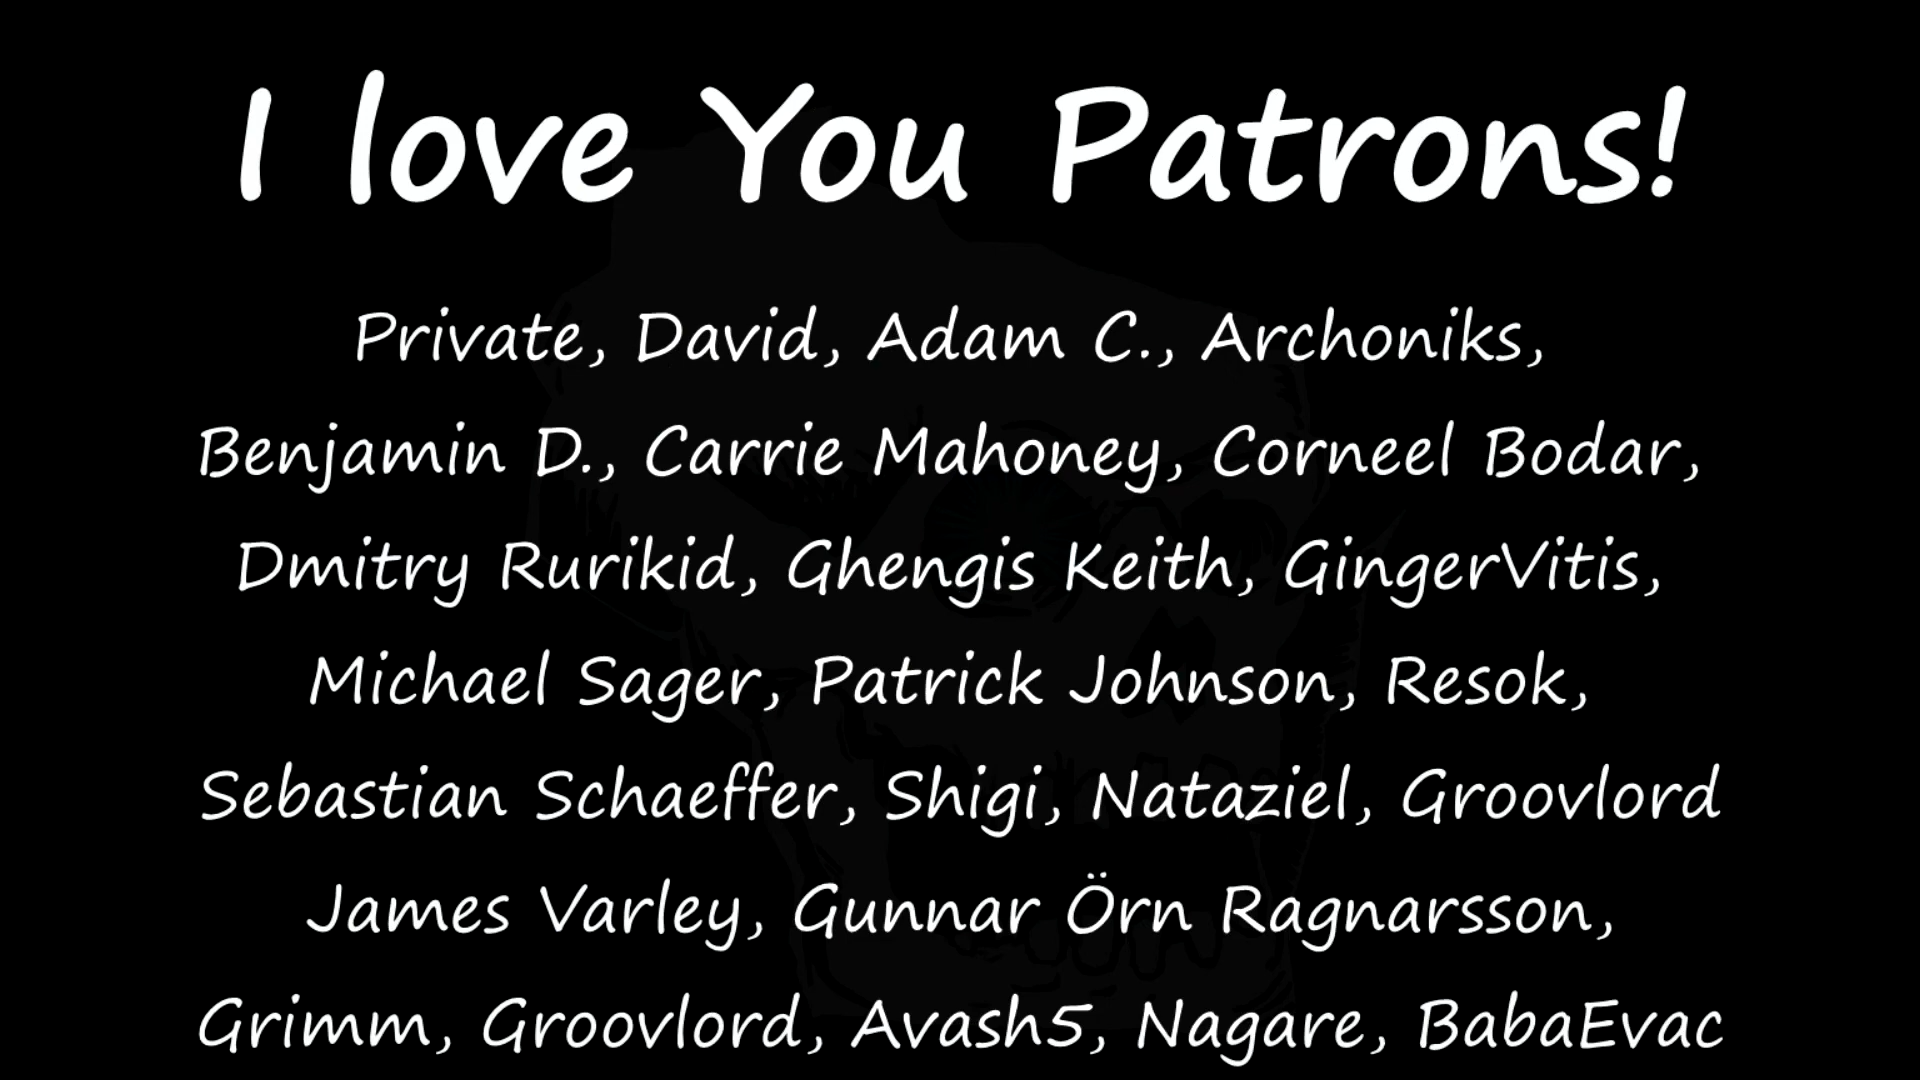 I love You Patrons!
Private, David, Adam C., Archoniks,
Benjamin D., Carrie Mahoney, Corneel Bodar,
Dmitry Rurikid, Ghengis Keith, GingerVitis,
Michael Sager, Patrick Johnson, Resok,
Sebastian Schaeffer, Shigi, Nataziel, Groovlord
James Varley, Gunnar Örn Ragnarsson,
Grimm, Groovlord, Avash5, Nagare, BabaEvac